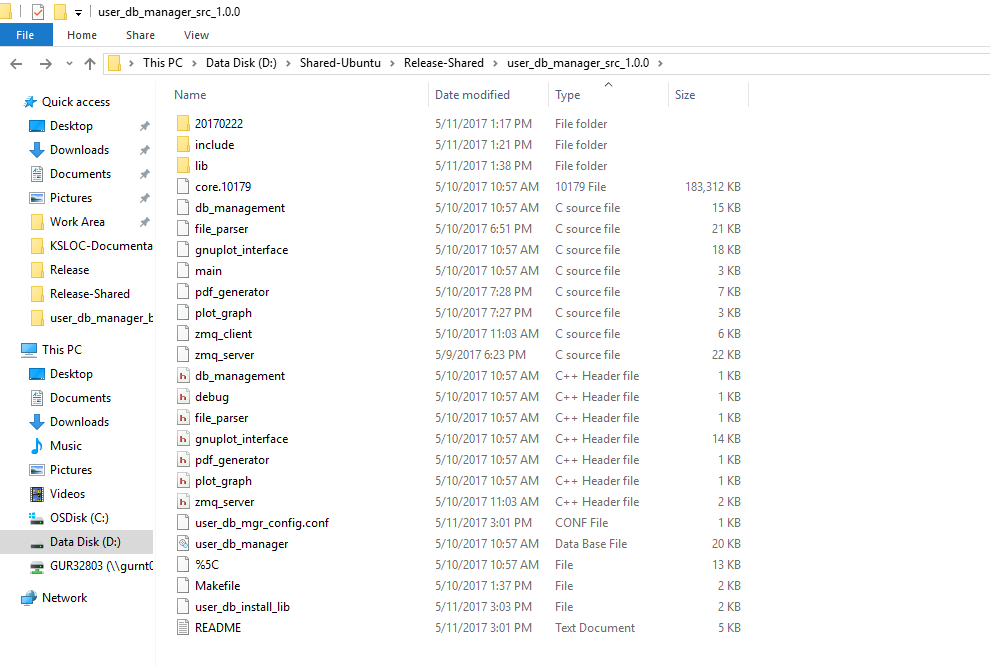 user_db_manager_src_1.0.0
File Home Share View
This PC Data Disk (D:) Shared-Ubuntu Release-Shared user_db_manager_src_1.0.0
Quick access
Desktop
Downloads
Documents
Pictures
Work Area
KSLOC-Documenta
Release
Release-Shared
user_db_manager_b
This PC
Desktop
Documents
Downloads
Music
Pictures
Videos
OSDisk (C:)
Data Disk (D:)
GUR32803 (\\gurnt0
Network
Name Date modified Type Size
20170222 5/11/2017 1:17 PM File folder
include 5/11/2017 1:21 PM File folder
lib 5/11/2017 1:38 PM File folder
core.10179 5/10/2017 10:57 AM 10179 File 183,312 KB
db_management 5/10/2017 10:57 AM C source file 15 KB
file_parser 5/10/2017 6:51 PM C source file 21 KB
gnuplot_interface 5/10/2017 10:57 AM C source file 18 KB
main 5/10/2017 10:57 AM C source file 3 KB
pdf_generator 5/10/2017 7:28 PM C source file 7 KB
plot_graph 5/10/2017 7:27 PM C source file 3 KB
zmq_client 5/10/2017 11:03 AM C source file 6 KB
zmq_server 5/9/2017 6:23 PM C source file 22 KB
db_management 5/10/2017 10:57 AM C++ Header file 1 KB
debug 5/10/2017 10:57 AM C++ Header file 1 KB
file_parser 5/10/2017 10:57 AM C++ Header file 1 KB
gnuplot_interface 5/10/2017 10:57 AM C++ Header file 14 KB
pdf_generator 5/10/2017 10:57 AM C++ Header file 1 KB
plot_graph 5/10/2017 10:57 AM C++ Header file 1 KB
zmq_server 5/10/2017 11:03 AM C++ Header file 2 KB
user_db_mgr_config.conf 5/11/2017 3:01 PM CONF File 1 KB
user_db_manager 5/10/2017 10:57 AM Data Base File 20 KB
%5C 5/10/2017 10:57 AM File 13 KB
Makefile 5/10/2017 1:37 PM File 2 KB
user_db_install_lib 5/11/2017 3:03 PM File 2 KB
README 5/11/2017 3:01 PM Text Document 5 KB